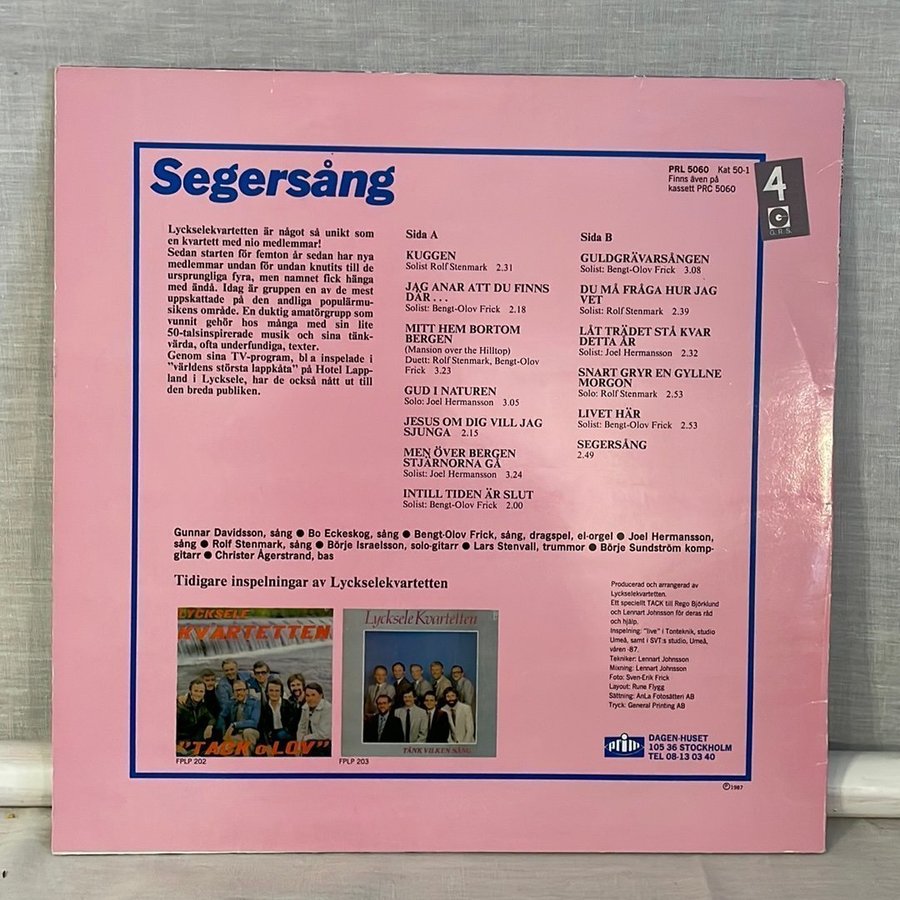 Segersång
PRL 5060 Kat 50-1
Finns även på
kassett PRC 5060
4
G
G.R.S.
Lyckselekvartetten är något så unikt som
en kvartett med nio medlemmar!
Sedan starten för femton år sedan har nya
medlemmar undan för undan knutits till de
ursprungliga fyra, men namnet fick hänga
med ändå. Idag är gruppen en av de mest
uppskattade på den andliga populärmu-
sikens område. En duktig amatörgrupp som
vunnit gehör hos många med sin lite
50-talsinspirerade musik och sina tänk-
värda, ofta underfundiga, texter.
Genom sina TV-program, bl a inspelade i
"världens största lappkåta" på Hotel Lapp-
land i Lycksele, har de också nått ut till
den breda publiken.
Sida A
KUGGEN
Solist Rolf Stenmark 2.31
JAG ANAR ATT DU FINNS
DÄR . . .
Solist: Bengt-Olov Frick 2.18
MITT HEM BORTOM
BERGEN
(Mansion over the Hilltop)
Duett: Rolf Stenmark, Bengt-Olov
Frick 3.23
GUD I NATUREN
Solo: Joel Hermansson 3.05
JESUS OM DIG VILL JAG
SJUNGA 2.15
MEN ÖVER BERGEN
STJÄRNORNA GÅ
Solist: Joel Hermansson 3.24
INTILL TIDEN ÄR SLUT
Solist: Bengt-Olov Frick 2.00
Sida B
GULDGRÄVARSÅNGEN
Solist: Bengt-Olov Frick 3.08
DU MÅ FRÅGA HUR JAG
VET
Solist: Rolf Stenmark 2.39
LÅT TRÄDET STÅ KVAR
DETTA ÅR
Solist: Joel Hermansson 2.32
SNART GRYR EN GYLLNE
MORGON
Solo: Rolf Stenmark 2.53
LIVET HÄR
Solist: Bengt-Olov Frick 2.53
SEGERSÅNG
2.49
Gunnar Davidsson, sång ● Bo Eckeskog, sång ● Bengt-Olov Frick, sång, dragspel, el-orgel ● Joel Hermansson,
sång ● Rolf Stenmark, sång ● Börje Israelsson, solo-gitarr ● Lars Stenvall, trummor ● Börje Sundström komp-
gitarr ● Christer Ågerstrand, bas
Tidigare inspelningar av Lyckselekvartetten
LYCKSELE
KVARTETTEN
"TACK o LOV"
FPLP 202
Lycksele Kvartetten
TÄNK VILKEN SÅNG
FPLP 203
Producerad och arrangerad av
Lyckselekvartetten.
Ett speciellt TACK till Rego Björklund
och Lennart Johnsson för deras råd
och hjälp.
Inspelning: "live" i Tonteknik, studio
Umeå, samt i SVT:s studio, Umeå,
våren -87.
Tekniker: Lennart Johnsson
Mixning: Lennart Johnsson
Foto: Sven-Erik Frick
Layout: Rune Flygg
Sättning: AnLa Fotosätteri AB
Tryck: General Printing AB
prim
DAGEN-HUSET
105 36 STOCKHOLM
TEL 08-13 03 40
Ⓟ1987